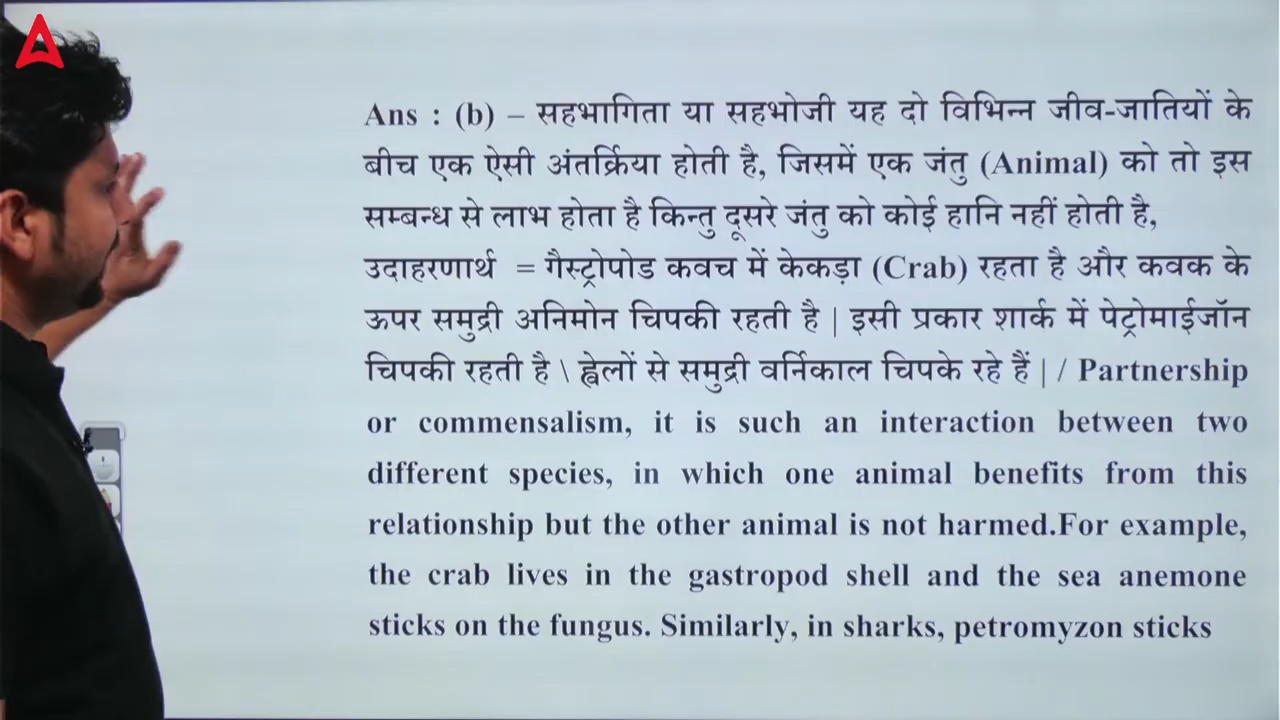 Ans : (b) – सहभागिता या सहभोजी यह दो विभिन्न जीव-जातियों के
बीच एक ऐसी अंतर्क्रिया होती है, जिसमें एक जंतु (Animal) को तो इस
सम्बन्ध से लाभ होता है किन्तु दूसरे जंतु को कोई हानि नहीं होती है,
उदाहरणार्थ = गैस्ट्रोपोड कवच में केकड़ा (Crab) रहता है और कवक के
ऊपर समुद्री अनिमोन चिपकी रहती है | इसी प्रकार शार्क में पेट्रोमाईजॉन
चिपकी रहती है \ ह्वेलों से समुद्री वर्निकाल चिपके रहे हैं | / Partnership
or commensalism, it is such an interaction between two
different species, in which one animal benefits from this
relationship but the other animal is not harmed.For example,
the crab lives in the gastropod shell and the sea anemone
sticks on the fungus. Similarly, in sharks, petromyzon sticks